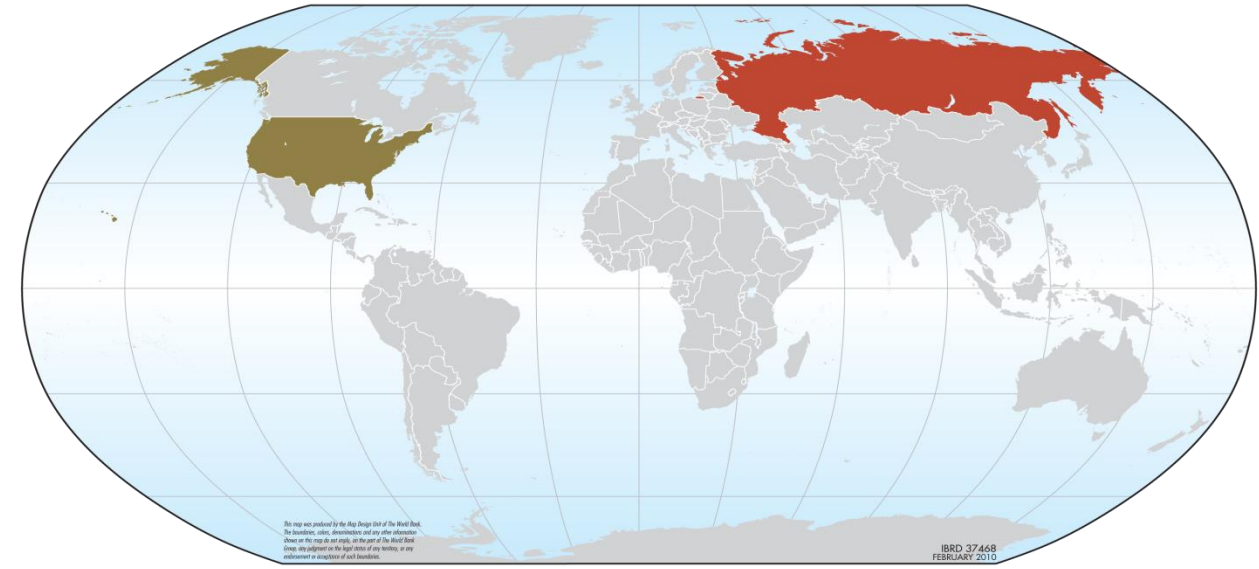 This map was produced by the Map Design Unit of The World Bank.
The boundaries, colors, denominations and any other information
shown on this map do not imply, on the part of The World Bank
Group, any judgment on the legal status of any territory, or any
endorsement or acceptance of such boundaries.
IBRD 37468
FEBRUARY 2010